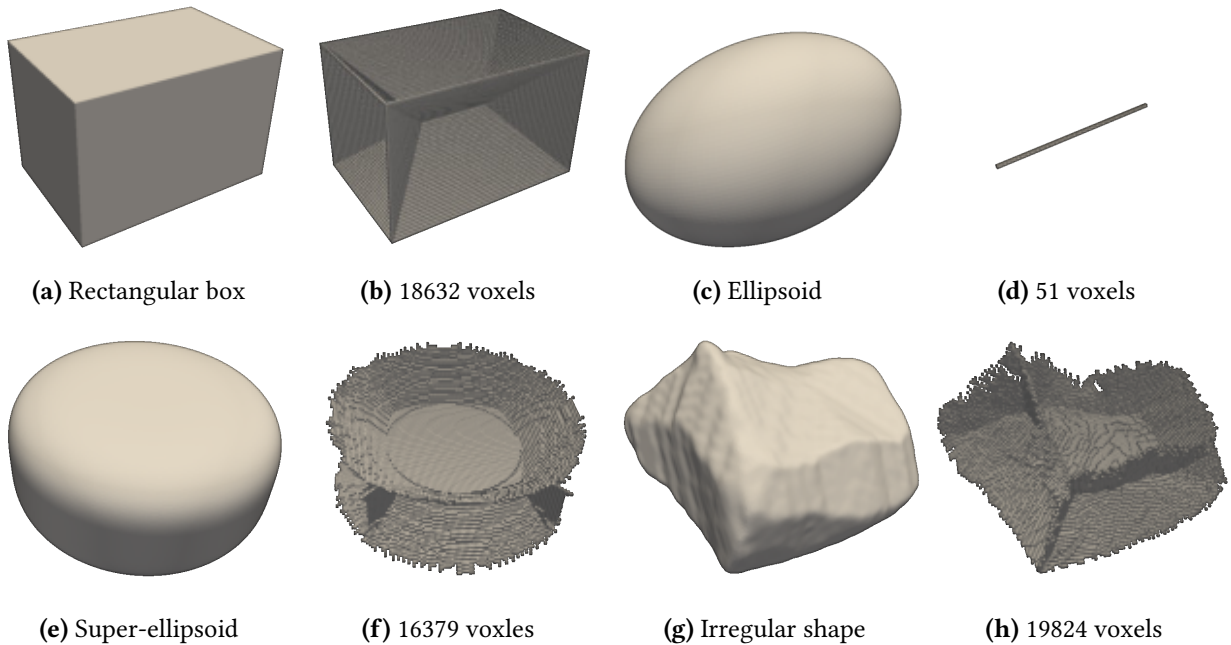 (a) Rectangular box
(b) 18632 voxels
(c) Ellipsoid
(d) 51 voxels
(e) Super-ellipsoid
(f) 16379 voxles
(g) Irregular shape
(h) 19824 voxels